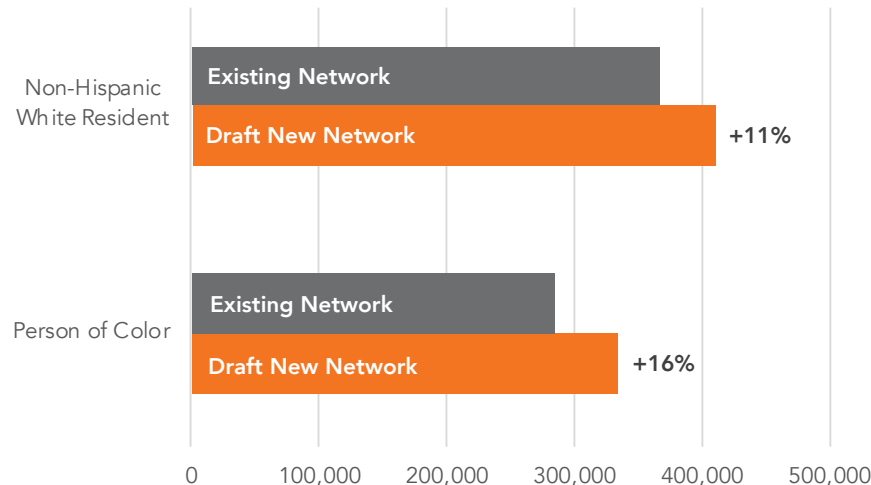 Non-Hispanic
White Resident
Existing Network
Draft New Network
+11%
Person of Color
Existing Network
Draft New Network
+16%
0
100,000
200,000
300,000
400,000
500,000